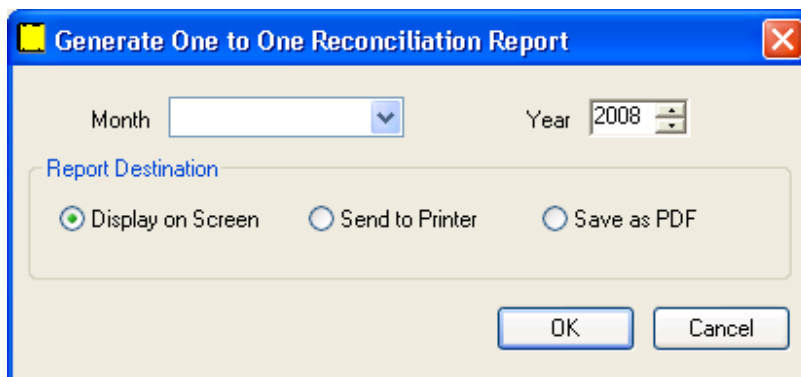 Generate One to One Reconciliation Report
Month Year 2008
Report Destination
Display on Screen Send to Printer Save as PDF
OK Cancel